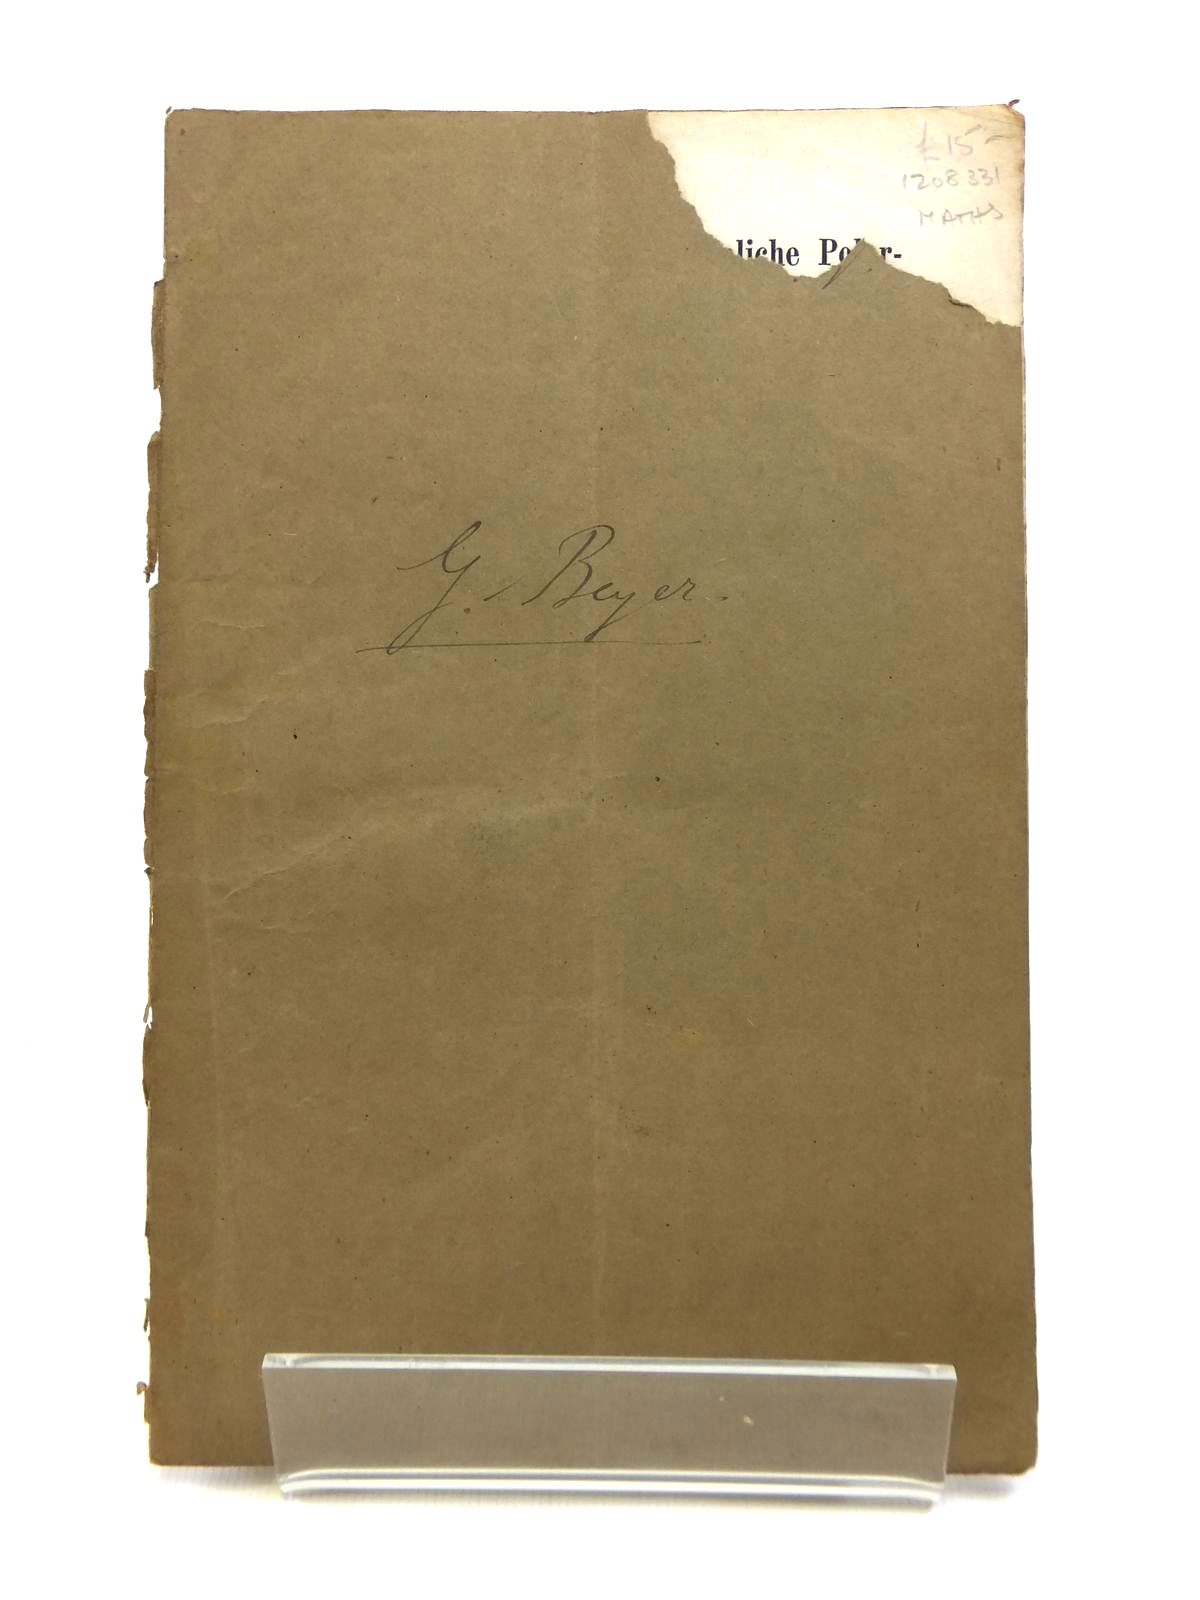 £15-
1208331
MATHS
liche Polar-
G. Beyer.